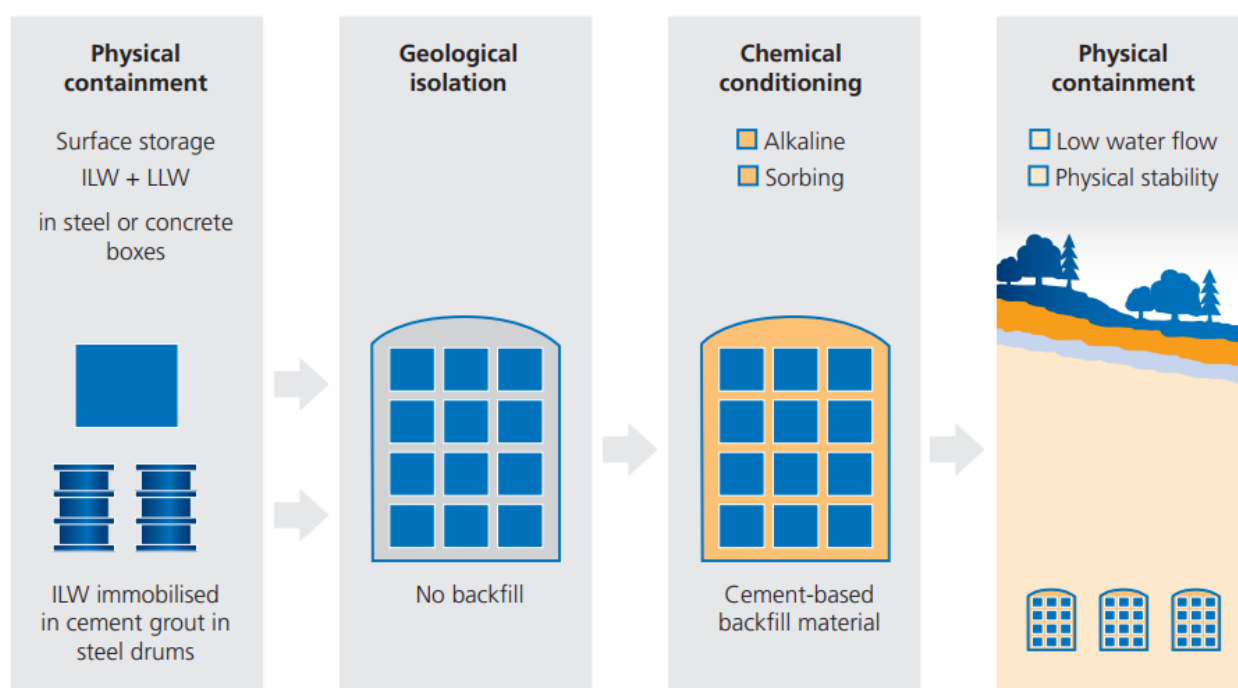 Physical
containment
Surface storage
ILW + LLW
in steel or concrete
boxes
ILW immobilised
in cement grout in
steel drums
Geological
isolation
No backfill
Chemical
conditioning
Alkaline
Sorbing
Cement-based
backfill material
Physical
containment
Low water flow
Physical stability